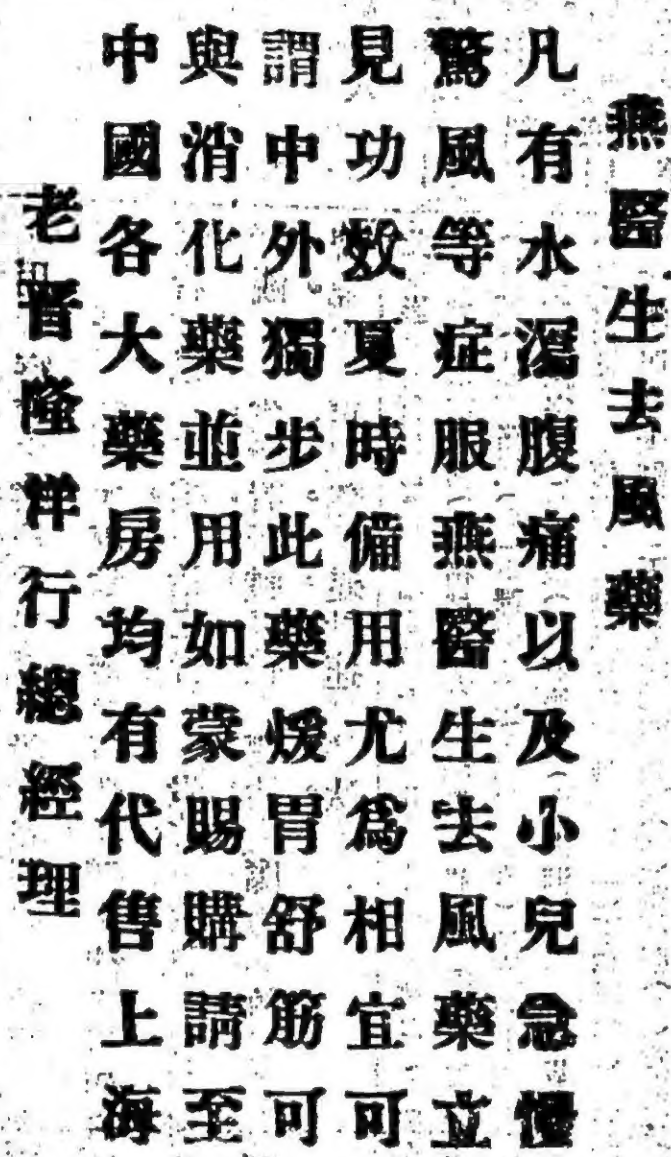 燕醫生去風藥
凡有水瀉腹痛以及小兒急慢
驚風等症服燕醫生去風藥立
見功效夏時備用尤爲相宜可
謂中外獨步此藥煖胃舒筋可
與消化藥並用如蒙賜購請至
中國各大藥房均有代售上海
老晉隆洋行總經理